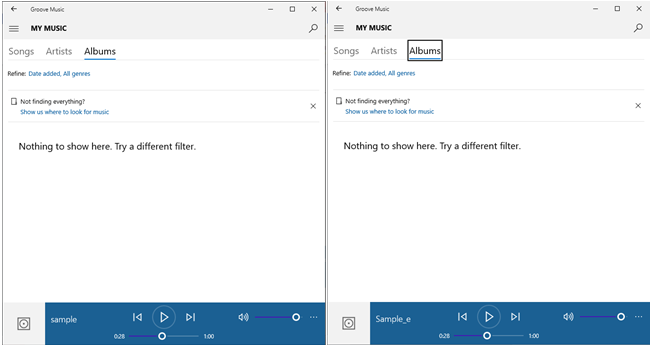 Groove Music
MY MUSIC
Songs Artists Albums
Refine: Date added, All genres
Not finding everything?
Show us where to look for music
Nothing to show here. Try a different filter.
sample
0:28 1:00
Groove Music
MY MUSIC
Songs Artists Albums
Refine: Date added, All genres
Not finding everything?
Show us where to look for music
Nothing to show here. Try a different filter.
Sample_e
0:28 1:00